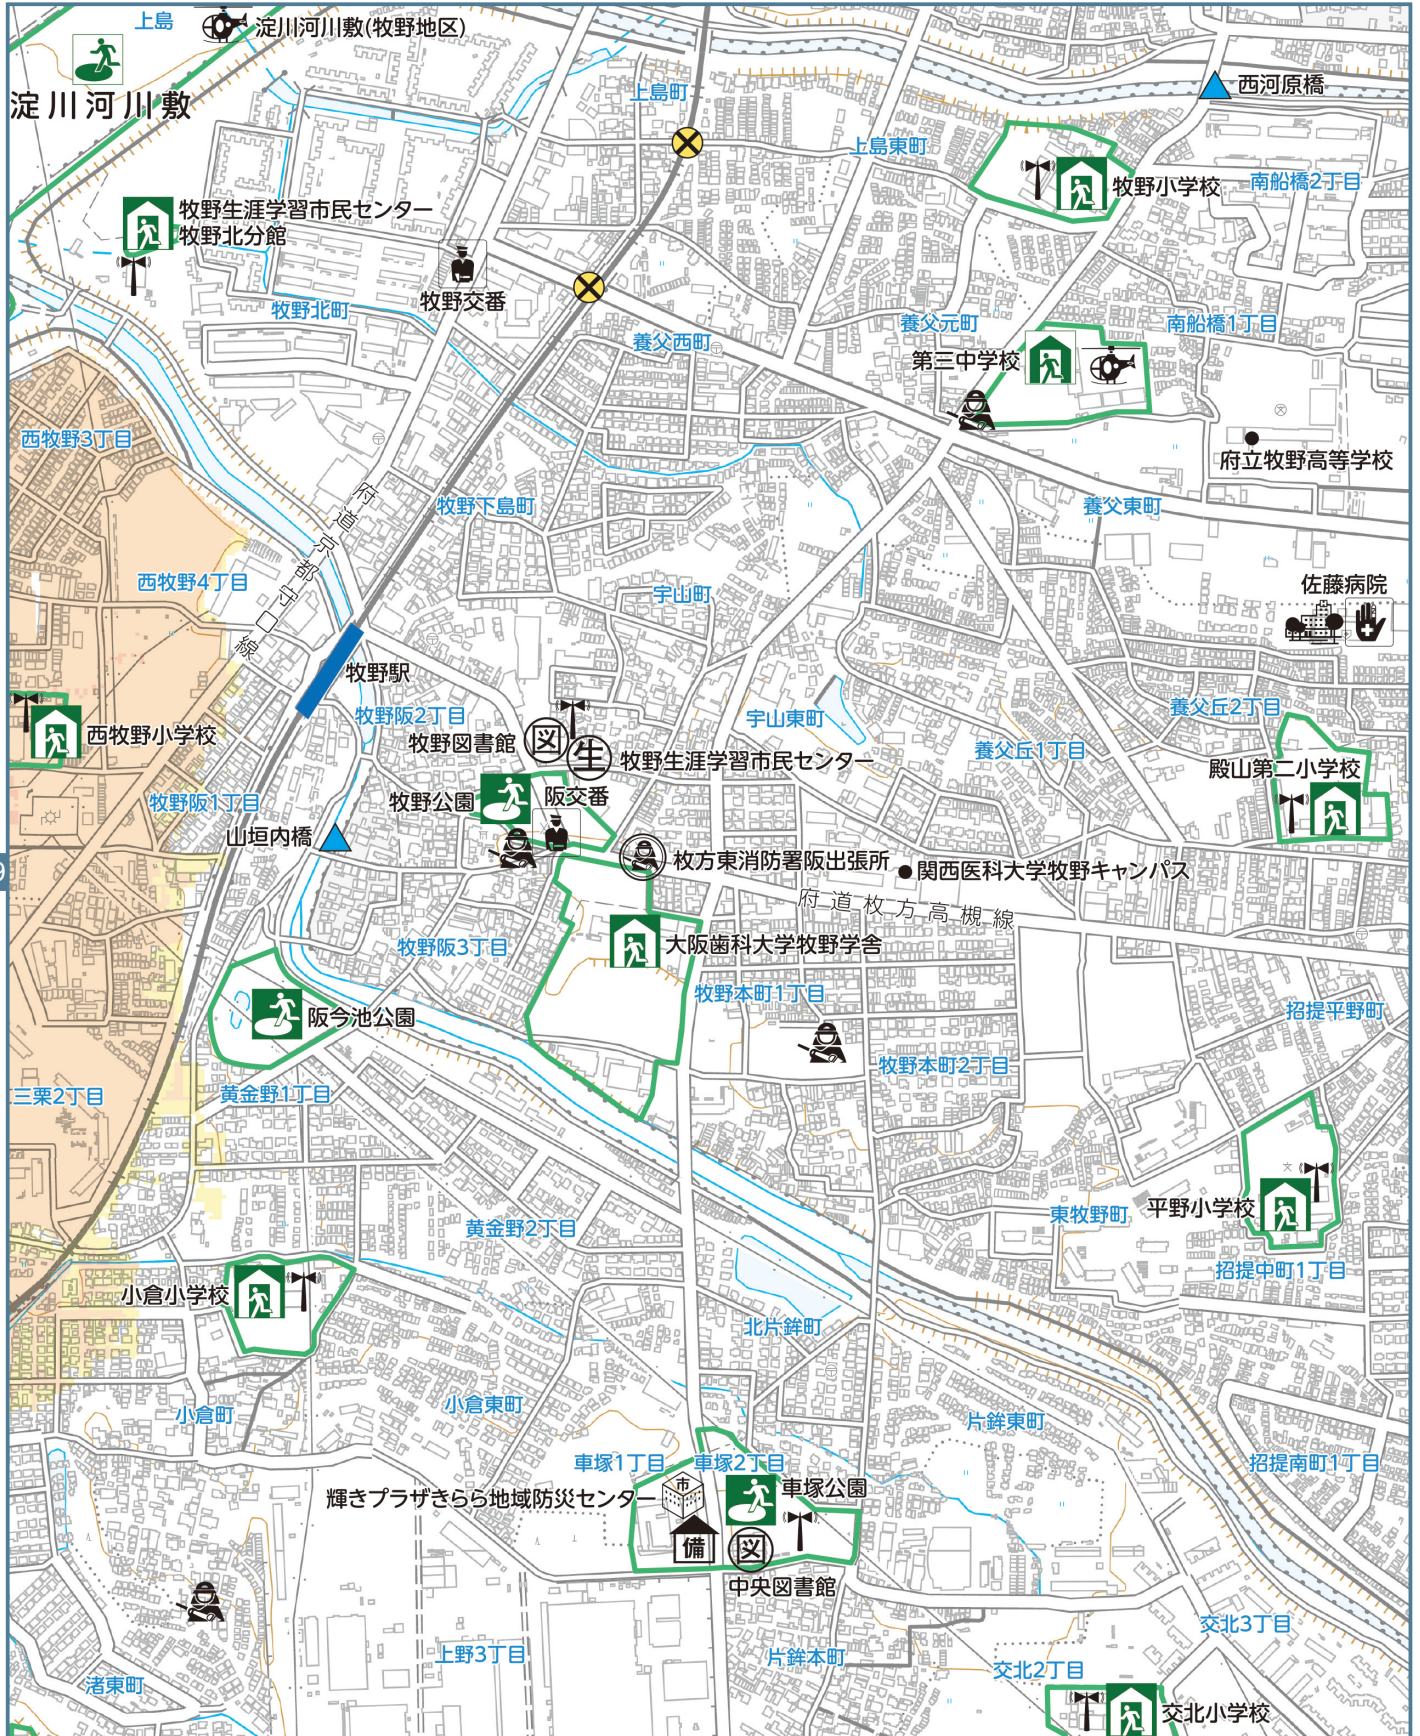 上島
淀川河川敷(牧野地区)
淀川河川敷
上島町
西河原橋
上島東町
牧野小学校
南船橋2丁目
牧野生涯学習市民センター
牧野北分館
牧野交番
牧野北町
養父西町
養父元町
南船橋1丁目
第三中学校
西牧野3丁目
府立牧野高等学校
府道京都守口線
牧野下島町
養父東町
西牧野4丁目
宇山町
佐藤病院
牧野駅
牧野阪2丁目
宇山東町
養父丘2丁目
西牧野小学校
牧野図書館
図
生
牧野生涯学習市民センター
養父丘1丁目
殿山第二小学校
牧野阪1丁目
牧野公園
阪交番
山垣内橋
枚方東消防署阪出張所
関西医科大学牧野キャンパス
9
府道枚方高槻線
牧野阪3丁目
大阪歯科大学牧野学舎
牧野本町1丁目
阪今池公園
招提平野町
牧野本町2丁目
三栗2丁目
黄金野1丁目
東牧野町
平野小学校
黄金野2丁目
招提中町1丁目
小倉小学校
北片鉾町
小倉町
小倉東町
片鉾東町
車塚1丁目
車塚2丁目
招提南町1丁目
輝きプラザきらら地域防災センター
市
車塚公園
備
図
中央図書館
交北3丁目
上野3丁目
片鉾本町
交北2丁目
渚東町
交北小学校